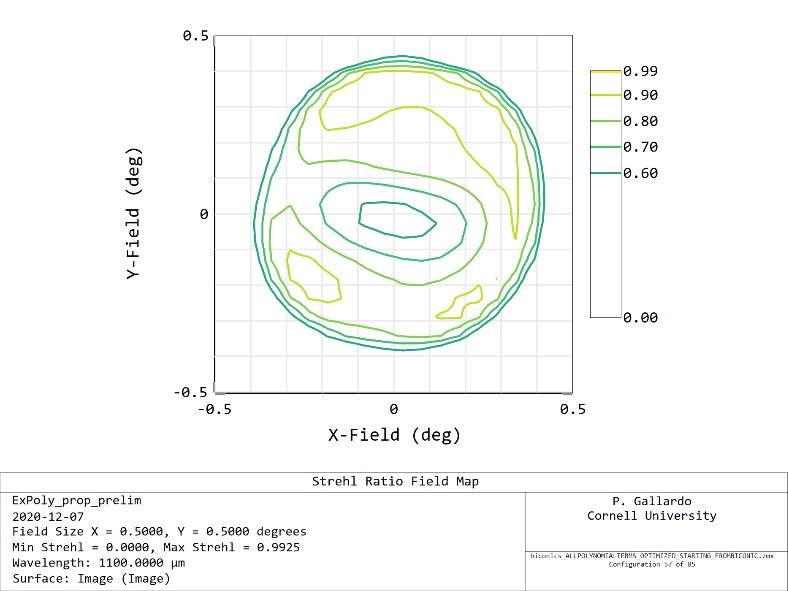 0.5
0
-0.5
Y-Field (deg)
-0.5 0 0.5
X-Field (deg)
0.99
0.90
0.80
0.70
0.60
0.00
Strehl Ratio Field Map
ExPoly_prop_prelim
2020-12-07
Field Size X = 0.5000, Y = 0.5000 degrees
Min Strehl = 0.0000, Max Strehl = 0.9925
Wavelength: 1100.0000 µm
Surface: Image (Image)
P. Gallardo
Cornell University
biconics_ALLPOLYNOMIALTERMS_OPTIMIZED_STARTING_FROMBICONIC.zmx
Configuration 57 of 85